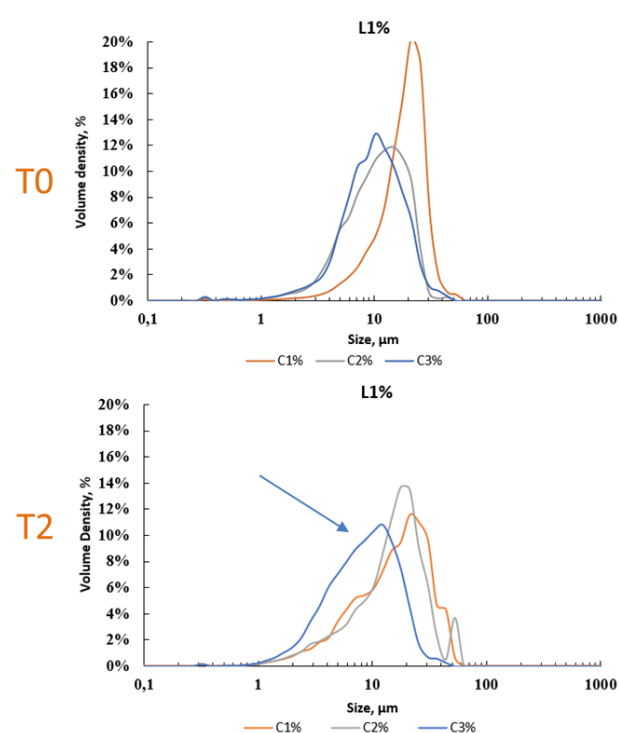 L1%
20%
18%
16%
14%
12%
10%
8%
6%
4%
2%
0%
Volume density, %
T0
0,1 1 10 100 1000
Size, µm
C1% C2% C3%
L1%
20%
18%
16%
14%
12%
10%
8%
6%
4%
2%
0%
Volume Density, %
T2
0,1 1 10 100 1000
Size, µm
C1% C2% C3%